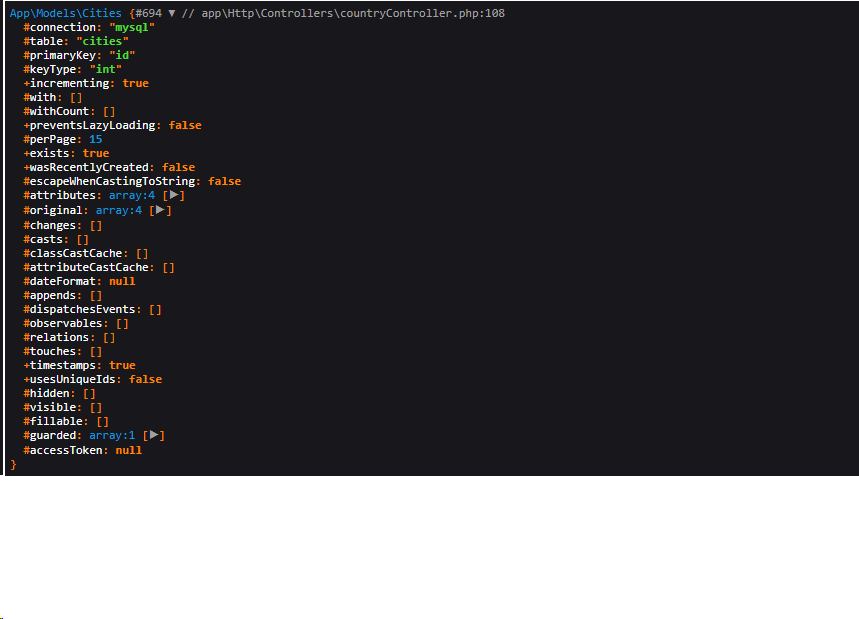 App\Models\Cities {#694 ▼ // app\Http\Controllers\countryController.php:108
#connection: "mysql"
#table: "cities"
#primaryKey: "id"
#keyType: "int"
+incrementing: true
#with: []
#withCount: []
+preventsLazyLoading: false
#perPage: 15
+exists: true
+wasRecentlyCreated: false
#escapeWhenCastingToString: false
#attributes: array:4 [▶]
#original: array:4 [▶]
#changes: []
#casts: []
#classCastCache: []
#attributeCastCache: []
#dateFormat: null
#appends: []
#dispatchesEvents: []
#observables: []
#relations: []
#touches: []
+timestamps: true
+usesUniqueIds: false
#hidden: []
#visible: []
#fillable: []
#guarded: array:1 [▶]
#accessToken: null
}